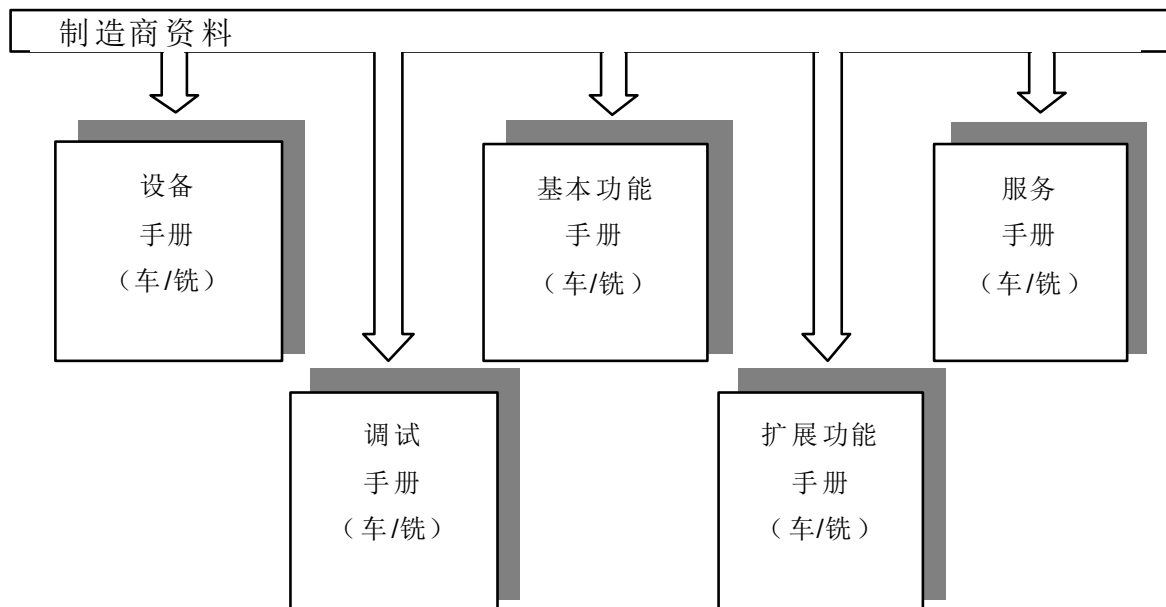 制造商资料
设备
手册
（车/铣）
基本功能
手册
（车/铣）
服务
手册
（车/铣）
调试
手册
（车/铣）
扩展功能
手册
（车/铣）